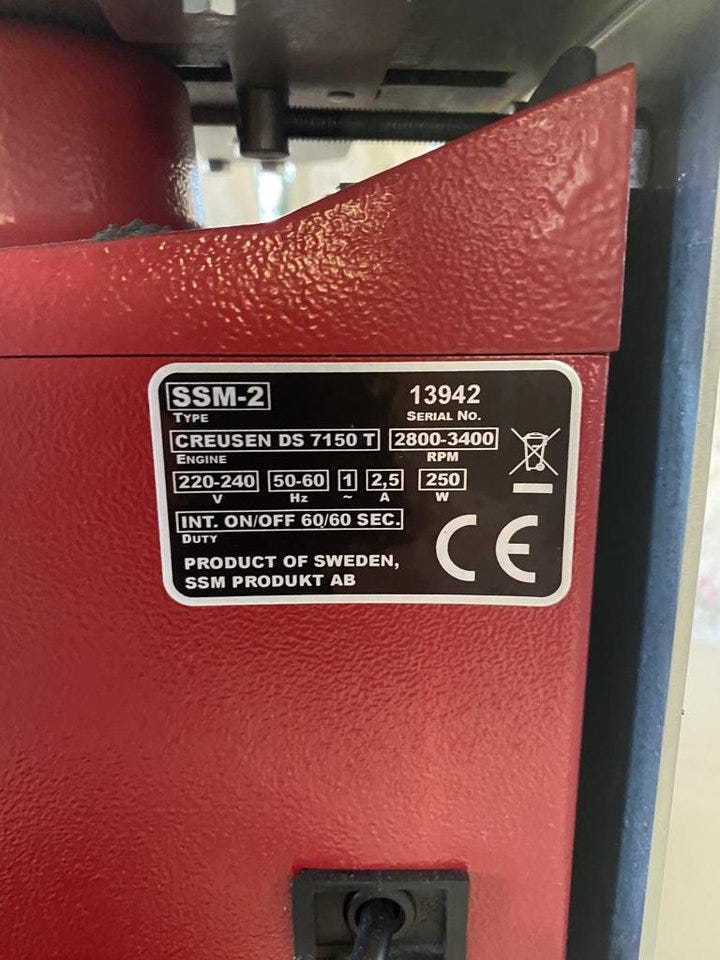 SSM-2 13942
TYPE SERIAL No.
CREUSEN DS 7150 T 2800-3400
ENGINE RPM
220-240 50-60 1 2,5 250
V Hz ~ A W
INT. ON/OFF 60/60 SEC.
DUTY
CE
PRODUCT OF SWEDEN,
SSM PRODUKT AB